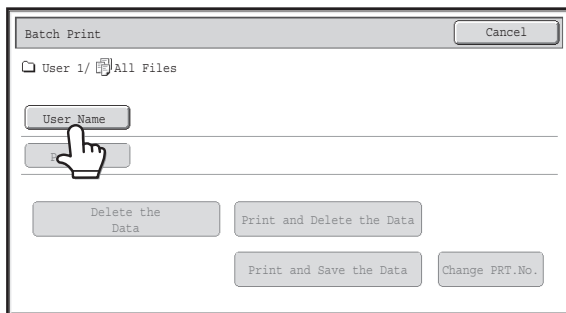 Batch Print
Cancel
User 1/ All Files
User Name
Delete the
Data
Print and Delete the Data
Print and Save the Data
Change PRT.No.